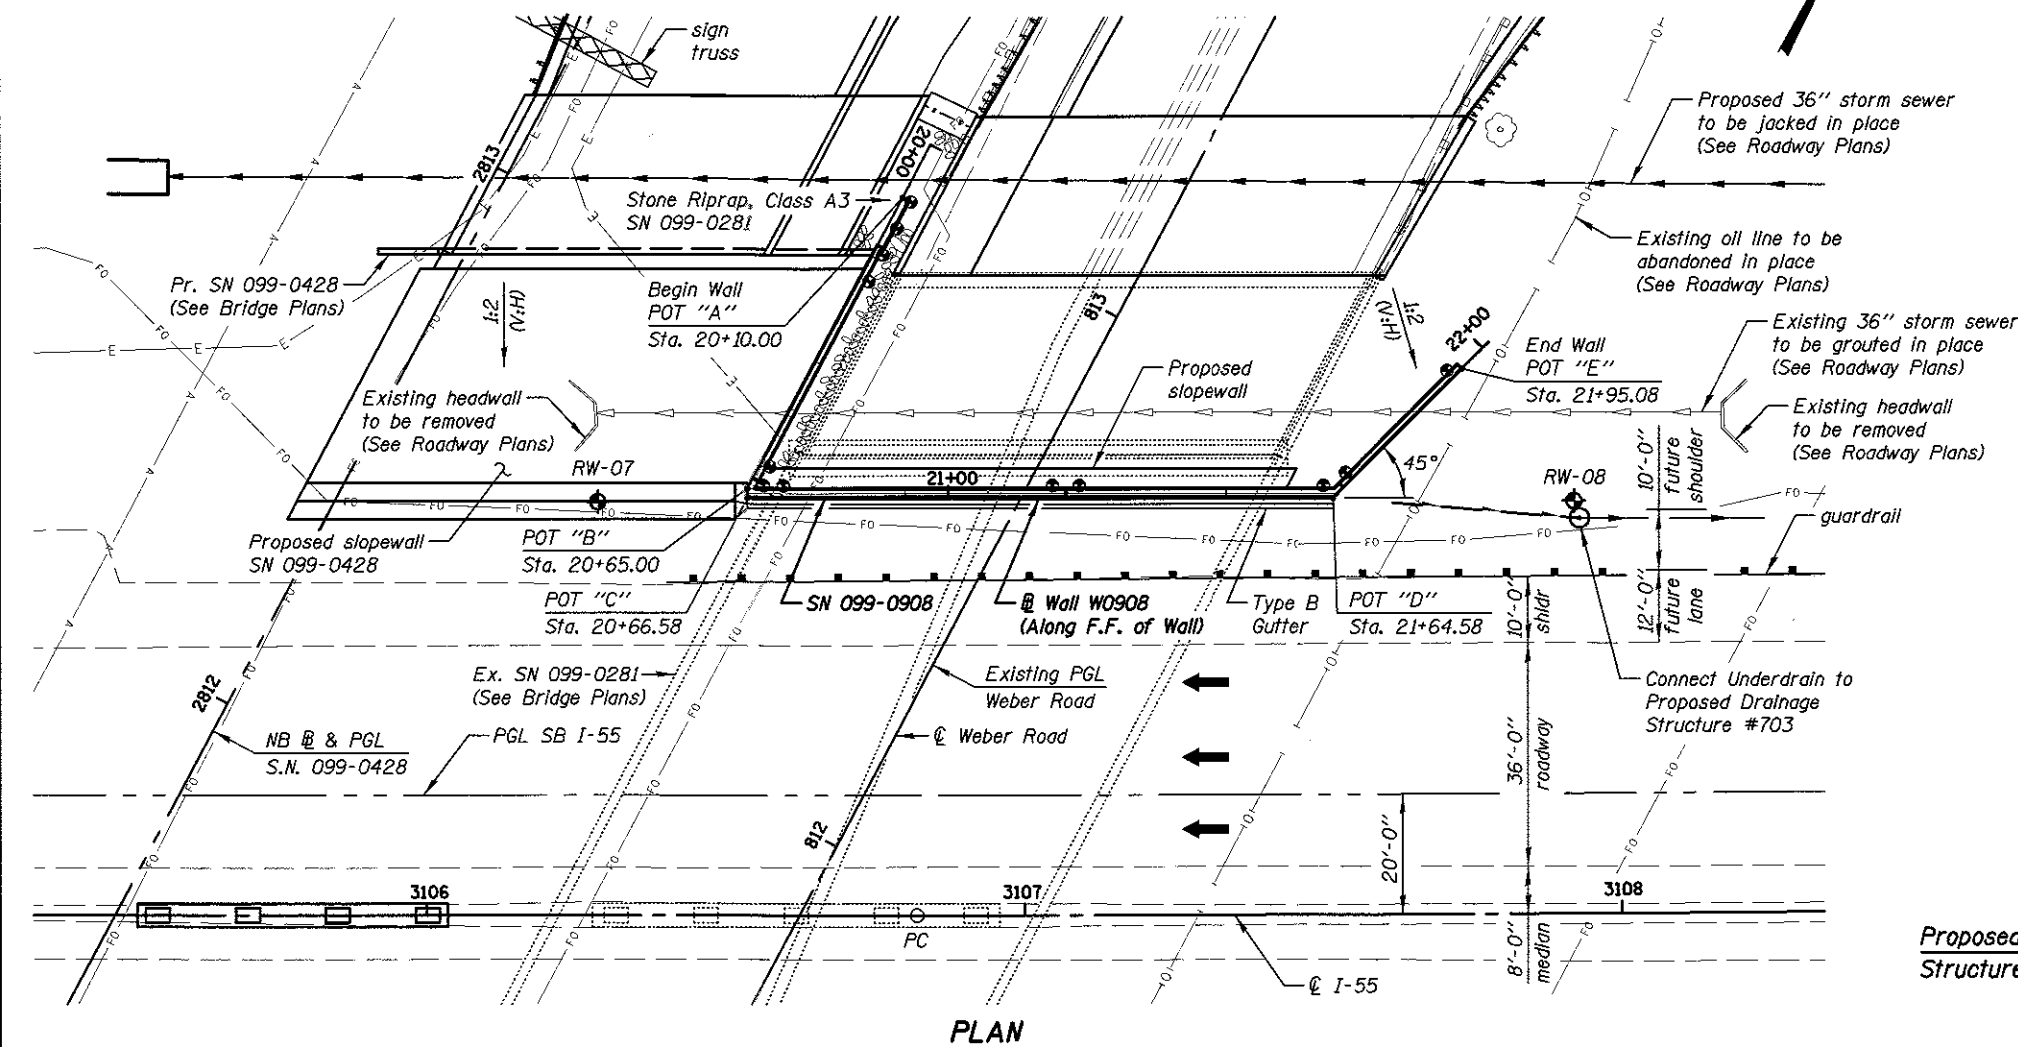 sign
truss
Proposed 36" storm sewer
to be jacked in place
(See Roadway Plans)
2813
20+00
Stone Riprap, Class A3
SN 099-0281
Existing oil line to be
abandoned in place
(See Roadway Plans)
Pr. SN 099-0428
(See Bridge Plans)
1:2
(V:H)
Begin Wall
POT "A"
Sta. 20+10.00
813
1:2
(V:H)
22+00
Existing 36" storm sewer
to be grouted in place
(See Roadway Plans)
End Wall
POT "E"
Sta. 21+95.08
Proposed
slopewall
Existing headwall
to be removed
(See Roadway Plans)
Existing headwall
to be removed
(See Roadway Plans)
RW-07
21+00
45°
RW-08
10'-0"
future
shoulder
guardrail
Proposed slopewall
SN 099-0428
POT "B"
Sta. 20+65.00
POT "C"
Sta. 20+66.58
SN 099-0908
℄ Wall W0908
(Along F.F. of Wall)
Type B
Gutter
POT "D"
Sta. 21+64.58
10'-0"
shldr
12'-0"
future
lane
Ex. SN 099-0281
(See Bridge Plans)
Existing PGL
Weber Road
Connect Underdrain to
Proposed Drainage
Structure #703
2812
NB ℄ & PGL
S.N. 099-0428
PGL SB I-55
℄ Weber Road
36'-0"
roadway
812
20'-0"
3106
3107
3108
PC
8'-0"
median
℄ I-55
Proposed
Structure
PLAN
FO
E
A